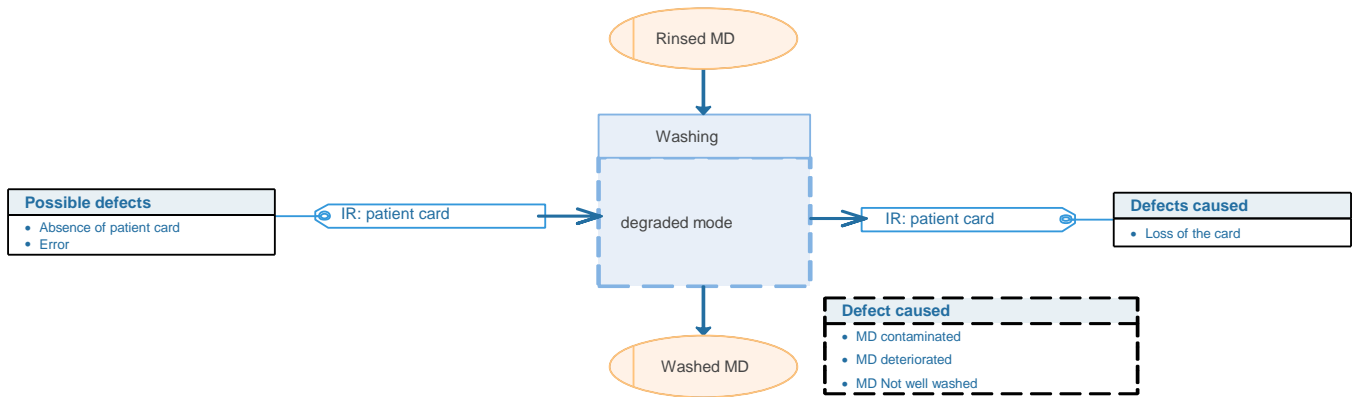 Rinsed MD
Washing
Possible defects
• Absence of patient card
• Error
IR: patient card
degraded mode
IR: patient card
Defects caused
• Loss of the card
Defect caused
• MD contaminated
• MD deteriorated
• MD Not well washed
Washed MD